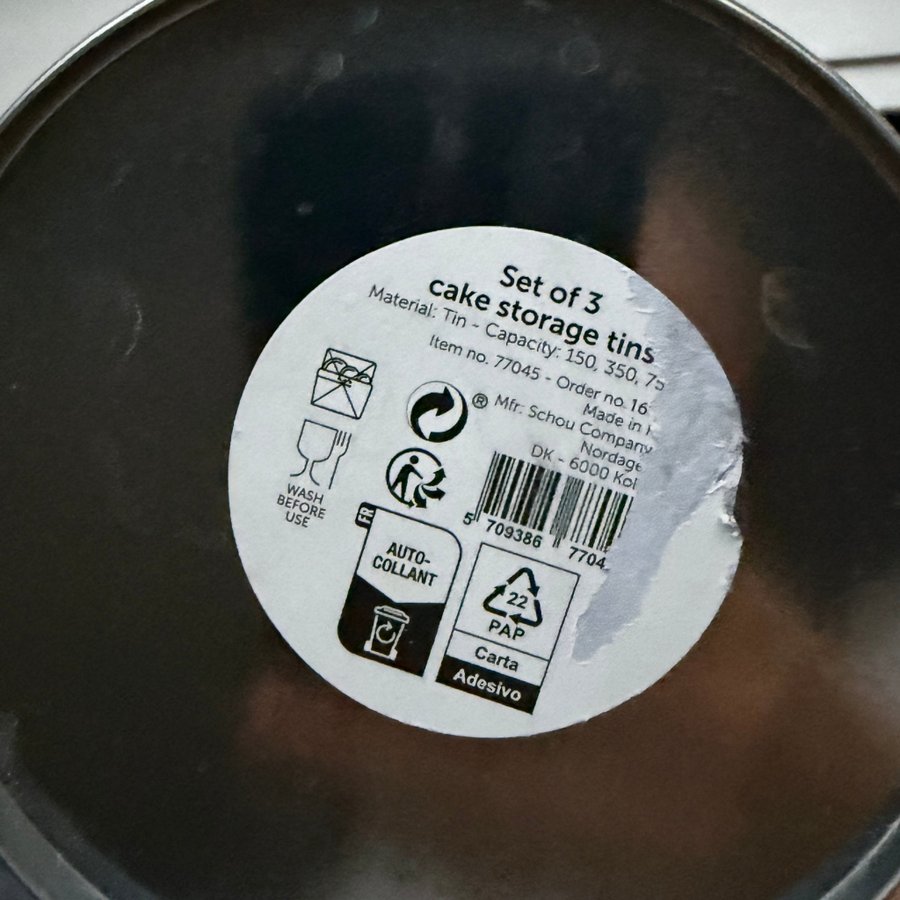 Set of 3
cake storage tins
Material: Tin - Capacity: 150, 350, 75
Item no. 77045 - Order no. 16
Made in
® Mfr: Schou Company
Nordage
DK - 6000 Kol
5 709386 7704
WASH
BEFORE
USE
FR
AUTO-
COLLANT
22
PAP
Carta
Adesivo